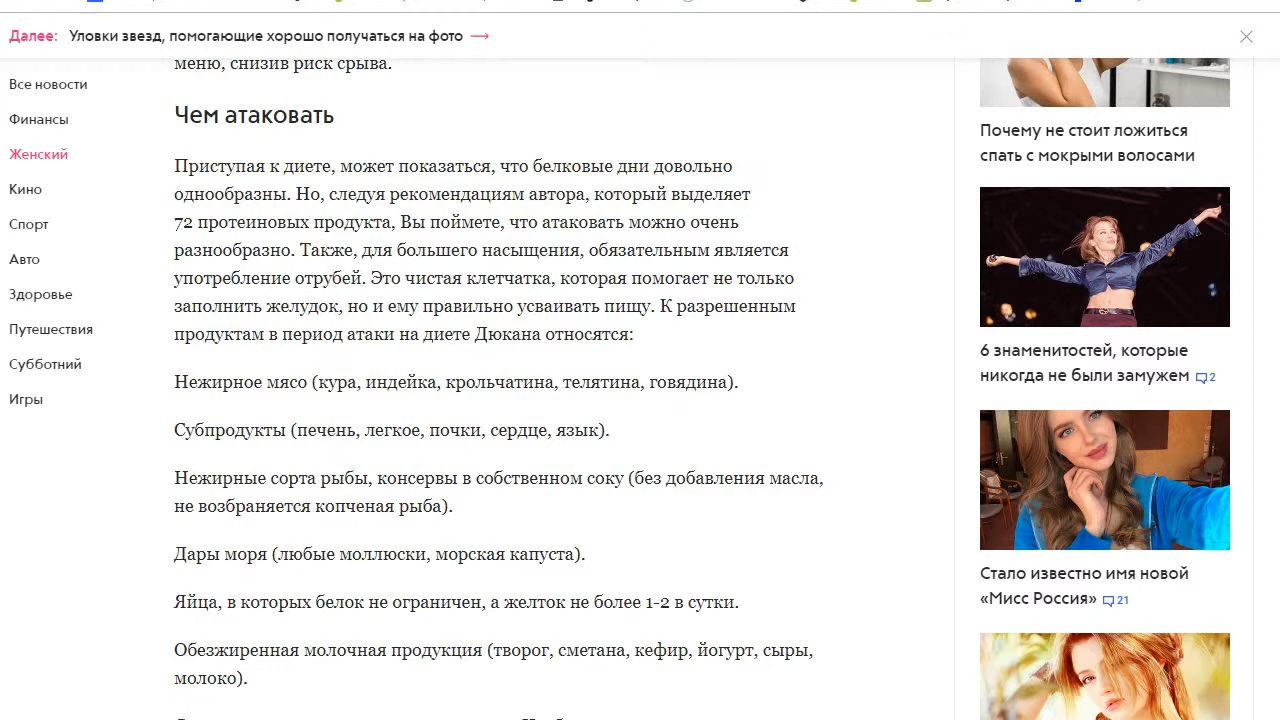 Далее: Уловки звезд, помогающие хорошо получаться на фото →
Все новости
Финансы
Женский
Кино
Спорт
Авто
Здоровье
Путешествия
Субботний
Игры
меню, снизив риск срыва.
Чем атаковать
Приступая к диете, может показаться, что белковые дни довольно
однообразны. Но, следуя рекомендациям автора, который выделяет
72 протеиновых продукта, Вы поймете, что атаковать можно очень
разнообразно. Также, для большего насыщения, обязательным является
употребление отрубей. Это чистая клетчатка, которая помогает не только
заполнить желудок, но и ему правильно усваивать пищу. К разрешенным
продуктам в период атаки на диете Дюкана относятся:
Нежирное мясо (кура, индейка, крольчатина, телятина, говядина).
Субпродукты (печень, легкое, почки, сердце, язык).
Нежирные сорта рыбы, консервы в собственном соку (без добавления масла,
не возбраняется копченая рыба).
Дары моря (любые моллюски, морская капуста).
Яйца, в которых белок не ограничен, а желток не более 1-2 в сутки.
Обезжиренная молочная продукция (творог, сметана, кефир, йогурт, сыры,
молоко).
Почему не стоит ложиться
спать с мокрыми волосами
6 знаменитостей, которые
никогда не были замужем 2
Стало известно имя новой
«Мисс Россия» 21